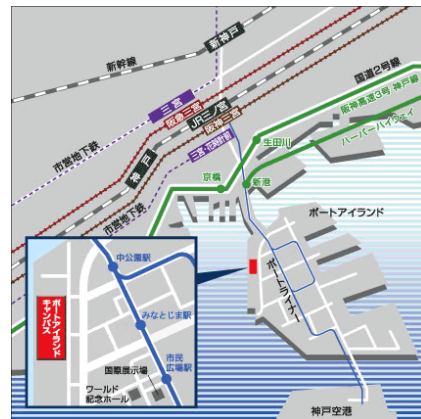 新神戸
新幹線
国道2号線
阪神高速3号 神戸線
ハーバーハイウェイ
三宮
阪急三宮
JR三ノ宮
阪神三宮
三宮・花時計前
市営地下鉄
神戸
市営地下鉄
生田川
京橋
新港
ポートアイランド
ポートライナー
中公園駅
ポートアイランド
キャンパス
みなとじま駅
市民
広場駅
国際展示場
ワールド
記念ホール
神戸空港